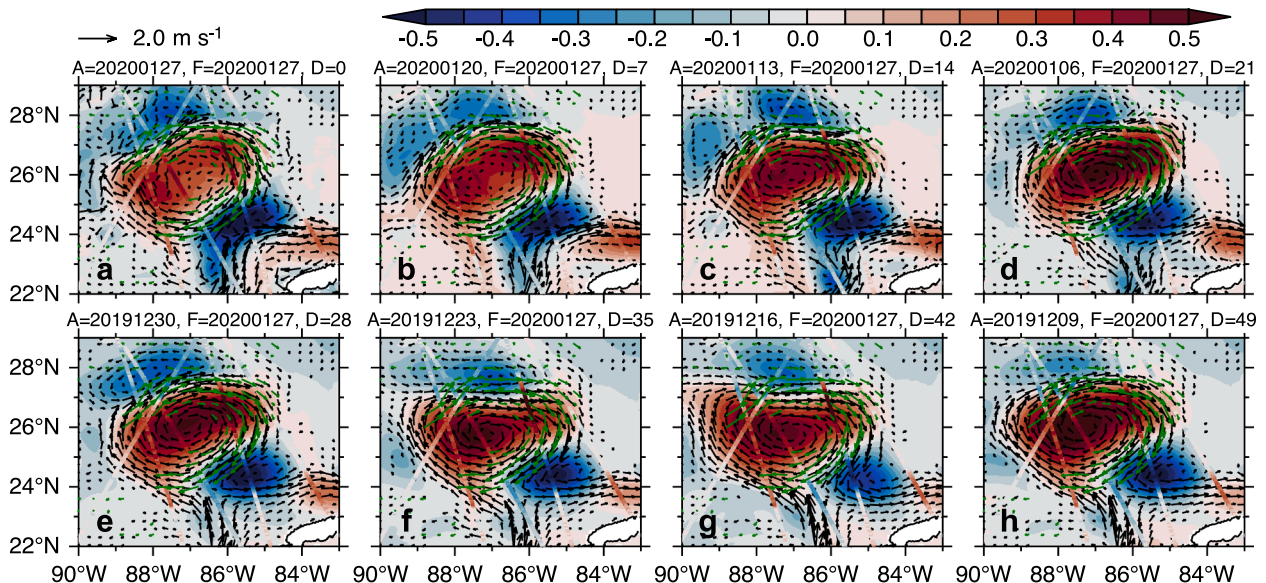 2.0 m s-1
-0.5 -0.4 -0.3 -0.2 -0.1 0.0 0.1 0.2 0.3 0.4 0.5
A=20200127, F=20200127, D=0 A=20200120, F=20200127, D=7 A=20200113, F=20200127, D=14 A=20200106, F=20200127, D=21
28°N
26°N
24°N
22°N
a b c d
A=20191230, F=20200127, D=28 A=20191223, F=20200127, D=35 A=20191216, F=20200127, D=42 A=20191209, F=20200127, D=49
28°N
26°N
24°N
22°N
e f g h
90°W 88°W 86°W 84°W 90°W 88°W 86°W 84°W 90°W 88°W 86°W 84°W 90°W 88°W 86°W 84°W